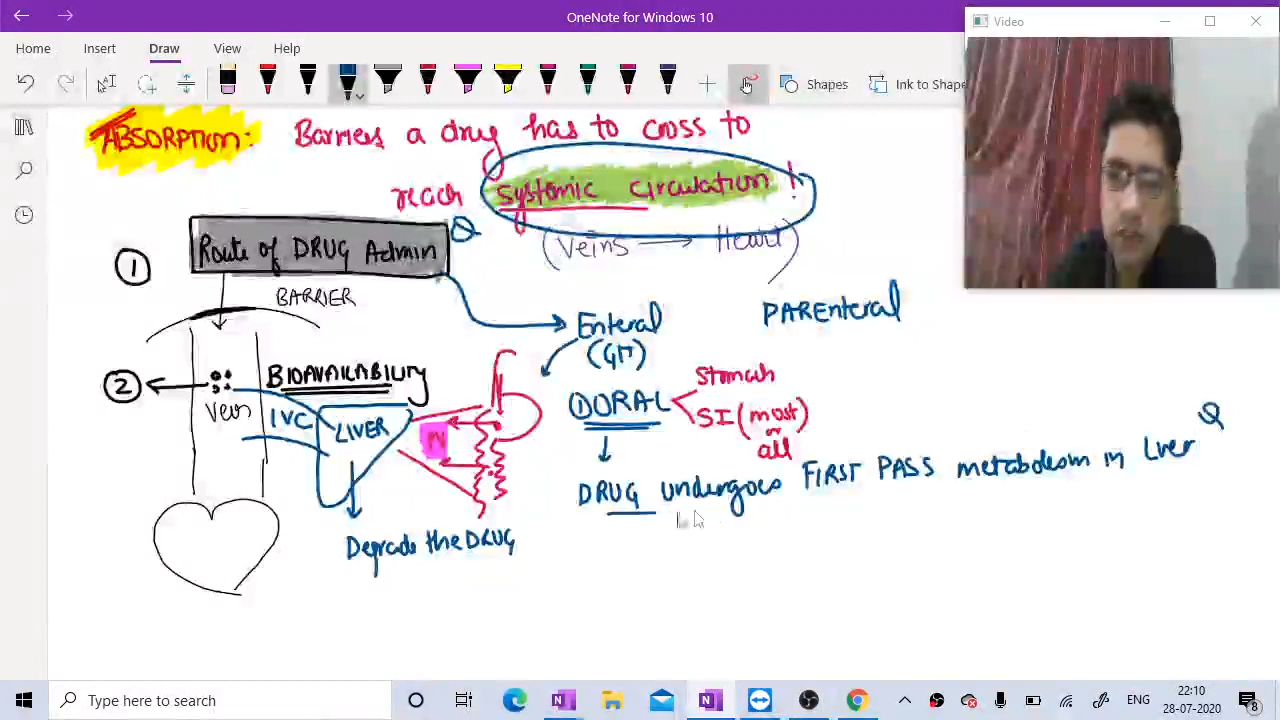 OneNote for Windows 10
Video
Home Insert Draw View Help
Shapes Ink to Shape
ABSORPTION: Barriers a drug has to cross to
reach systemic circulation!
(Veins → Heart)
① Route of DRUG Admin
BARRIER
PAREnteral
Enteral
(GIT)
② BIOAVAILABILITY
Vein
IVC
LIVER
M
Degrade the DRUG
① ORAL
Stomach
SI (most
or
all)
DRUG undergoes FIRST PASS metabolism in Liver
Type here to search
ENG
22:10
28-07-2020
8